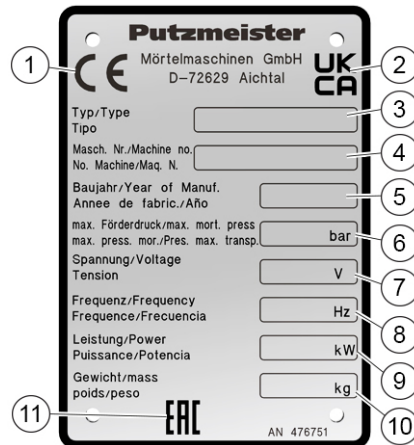 Putzmeister
Mörtelmaschinen GmbH
D-72629 Aichtal
CE
UK
CA
1
2
Typ/Type
Tipo
3
Masch. Nr./Machine no.
No. Machine/Maq. N.
4
Baujahr/Year of Manuf.
Annee de fabric./Año
5
max. Förderdruck/max. mort. press
max. press. mor./Pres. max. transp.
bar
6
Spannung/Voltage
Tension
V
7
Frequenz/Frequency
Frequence/Frecuencia
Hz
8
Leistung/Power
Puissance/Potencia
kW
9
Gewicht/mass
poids/peso
kg
10
11
EAC
AN 476751